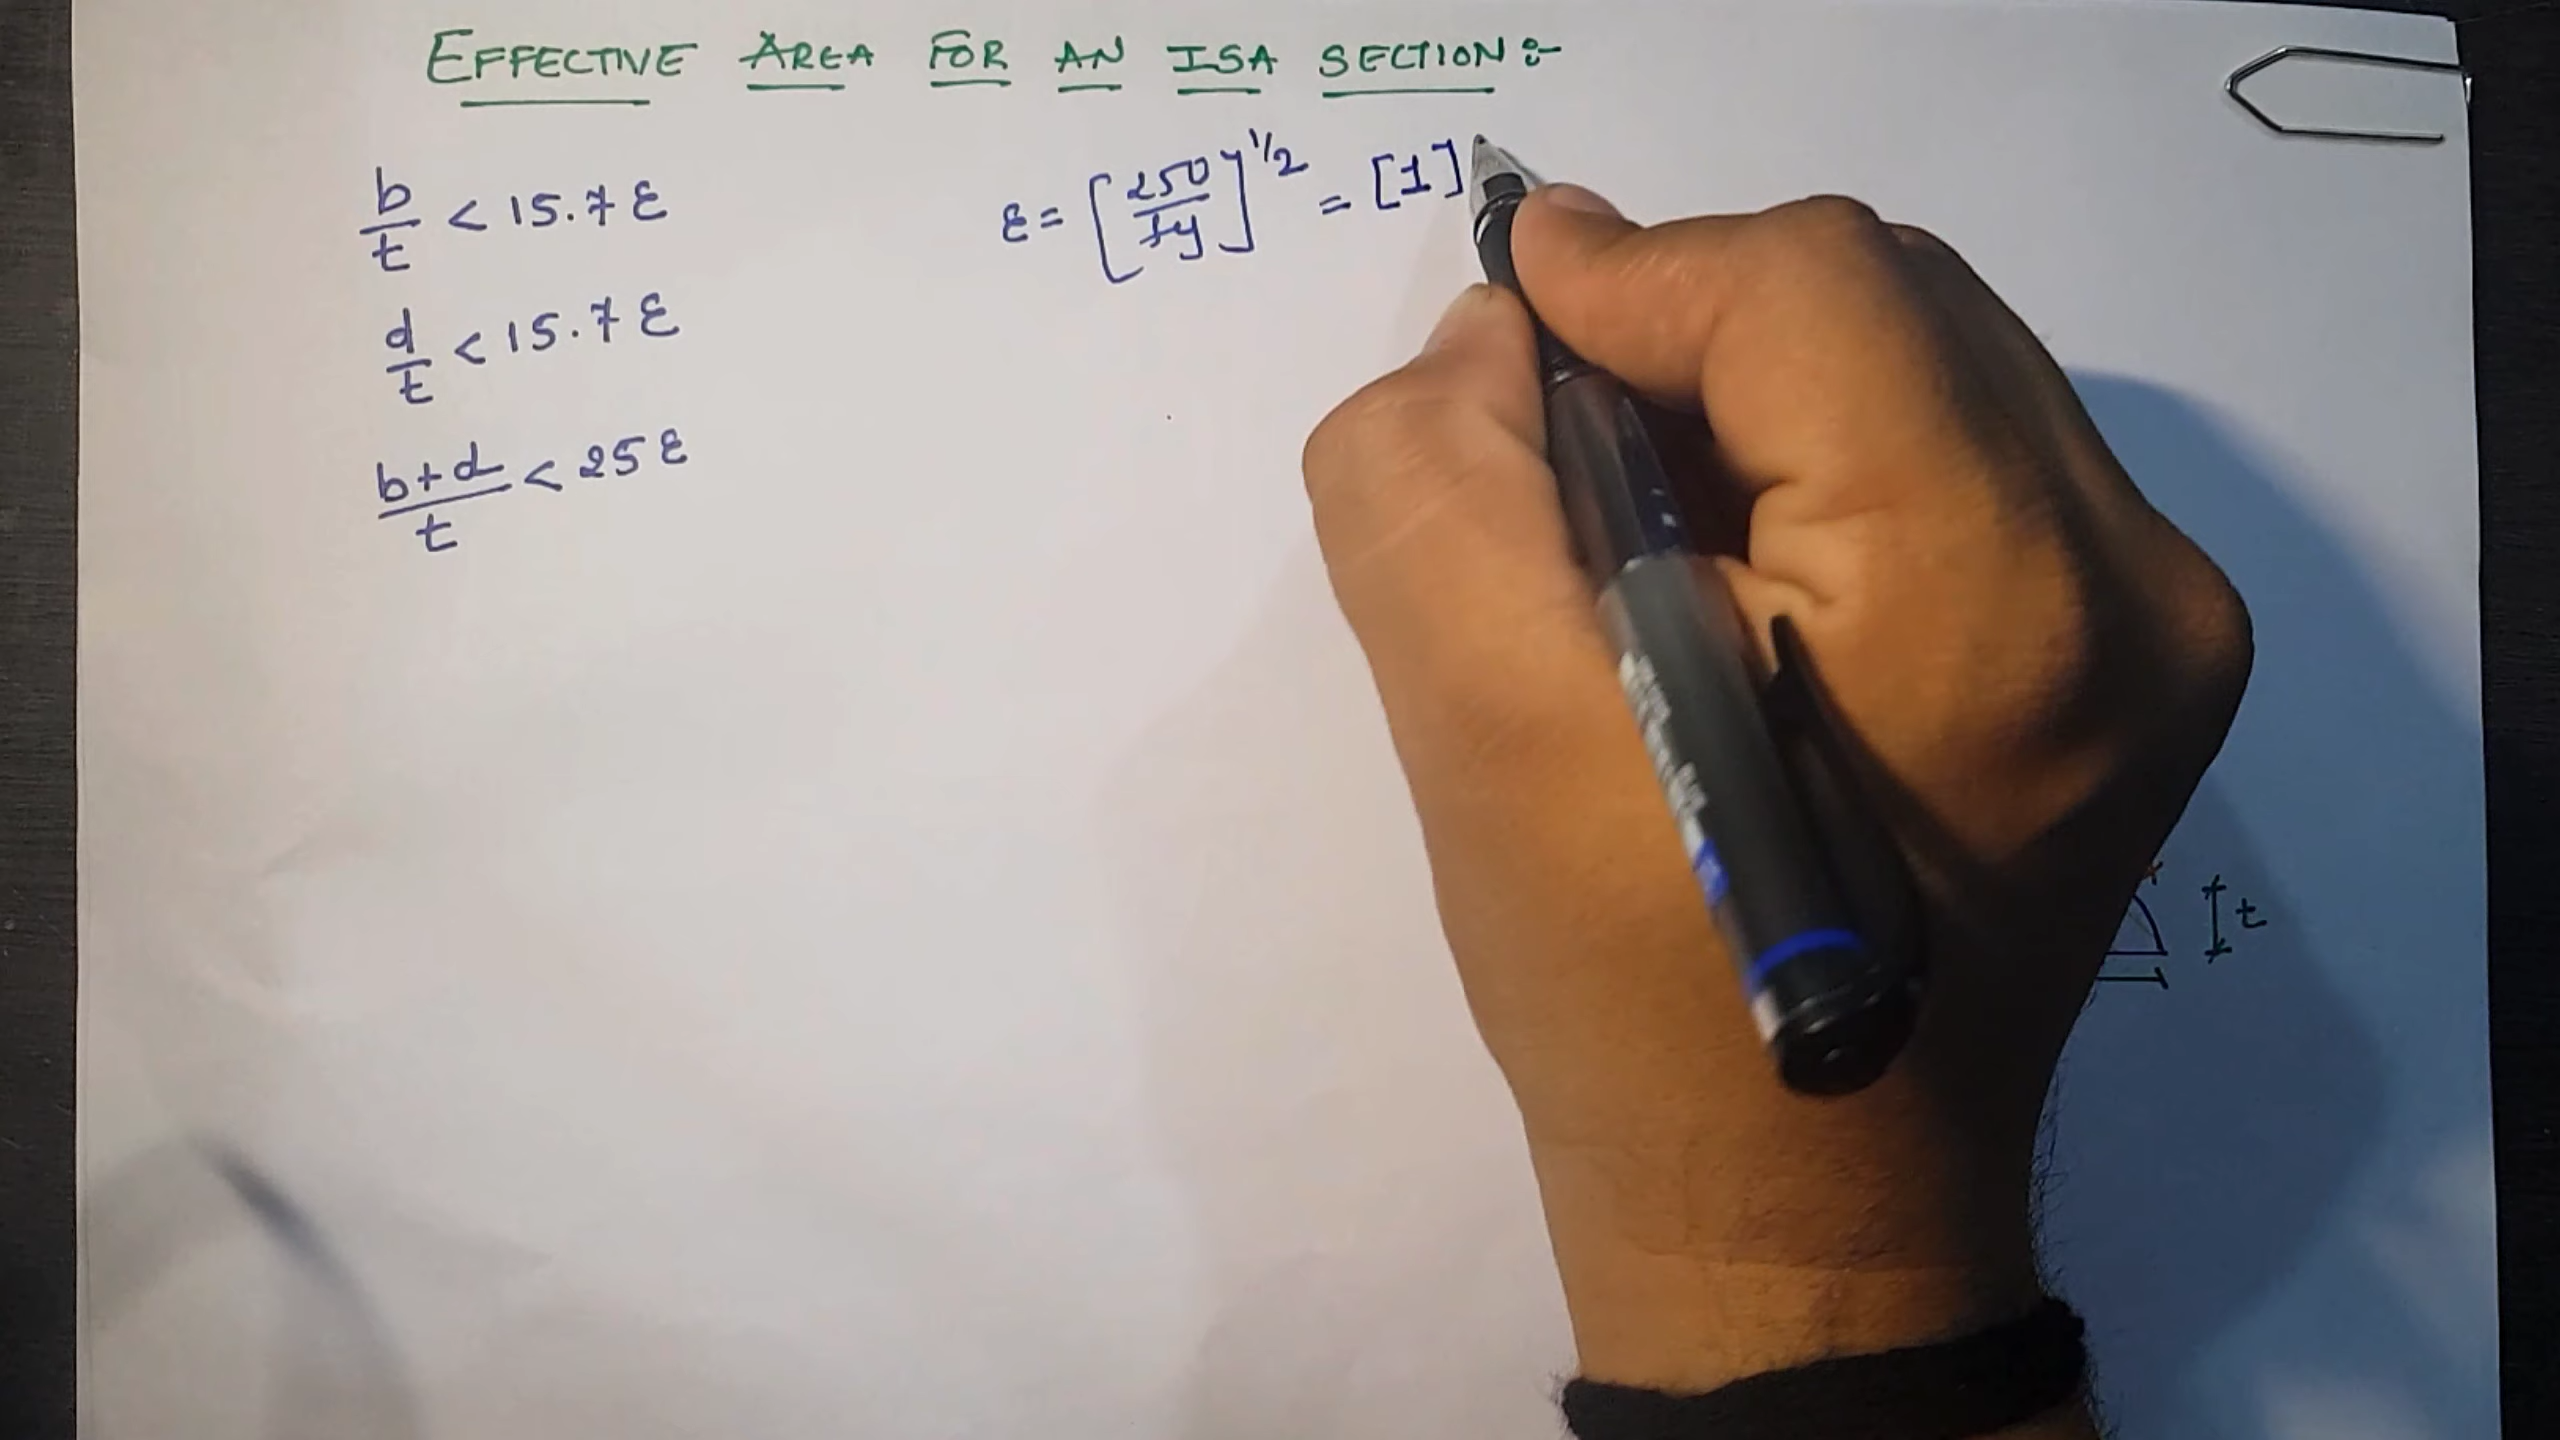 EFFECTIVE AREA FOR AN ISA SECTION:-
b/t < 15.7 ε
d/t < 15.7 ε
b+d/t < 25 ε
ε = [250/fy]^1/2 = [1]
t